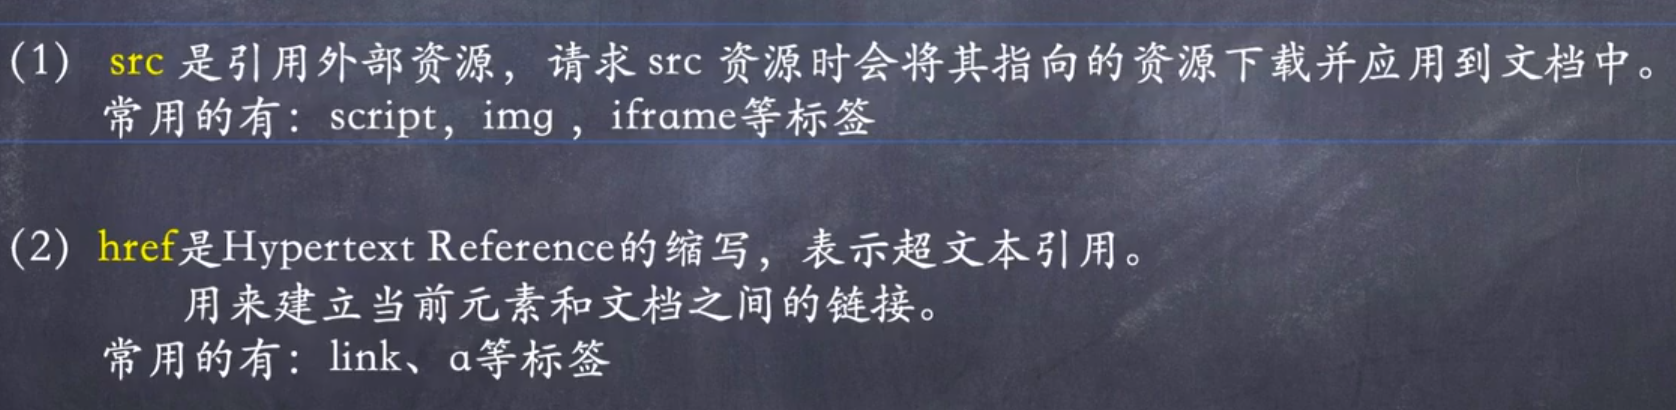 (1) src 是引用外部资源，请求 src 资源时会将其指向的资源下载并应用到文档中。
常用的有：script，img ，iframe等标签
(2) href是Hypertext Reference的缩写，表示超文本引用。
用来建立当前元素和文档之间的链接。
常用的有：link、a等标签